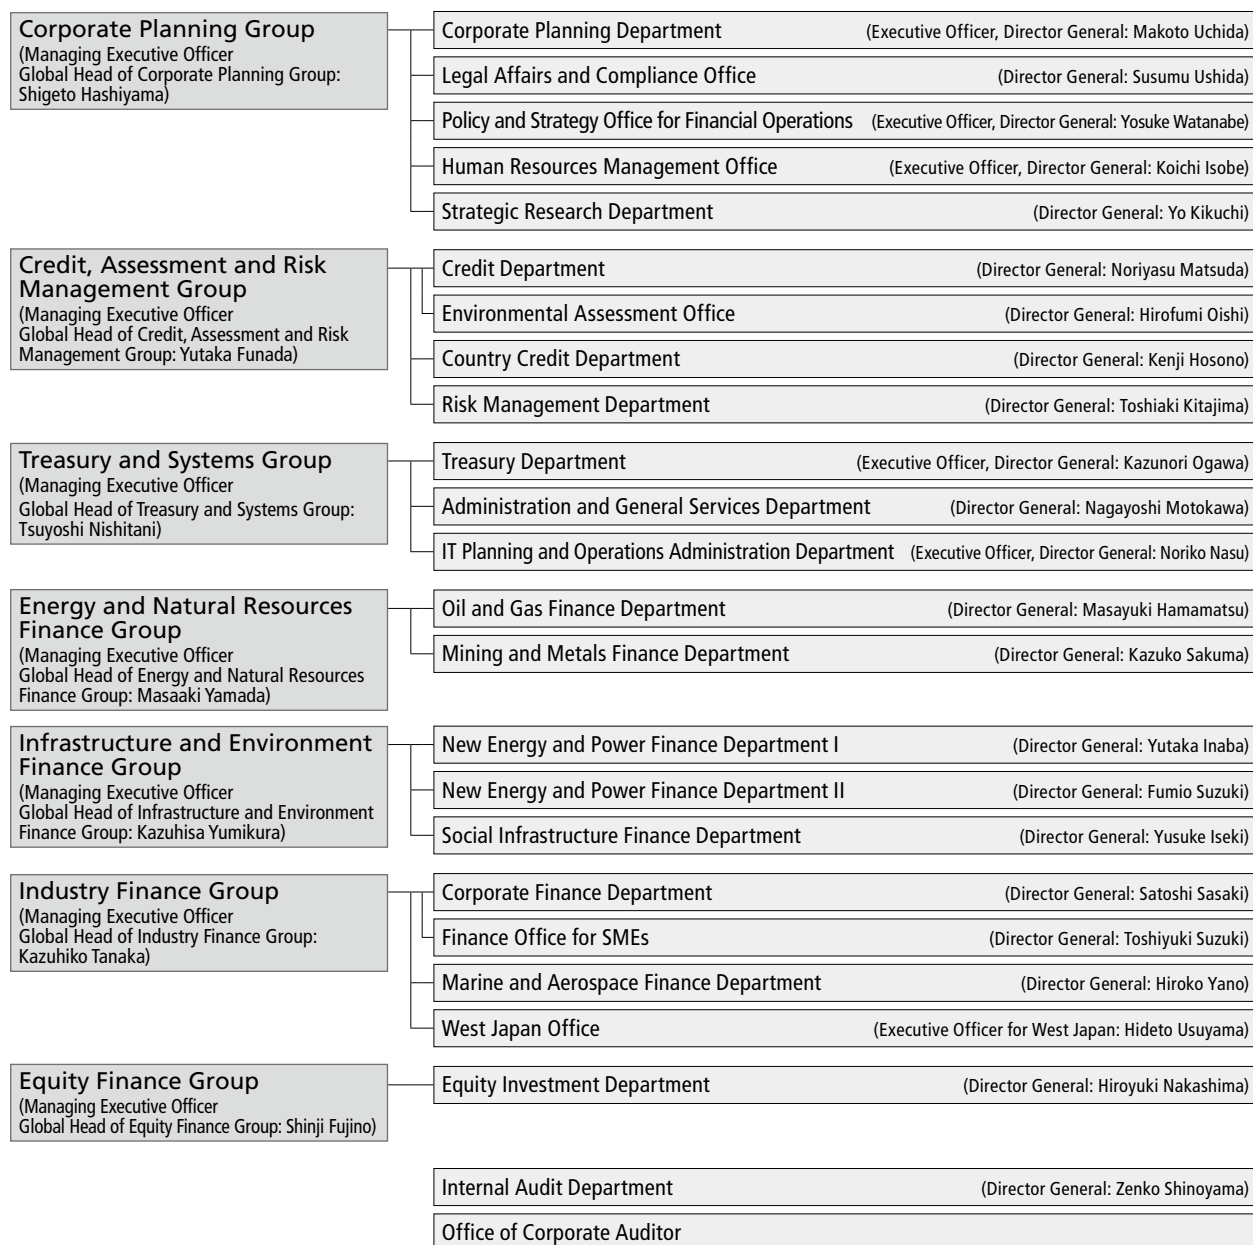 Corporate Planning Group
(Managing Executive Officer
Global Head of Corporate Planning Group:
Shigeto Hashiyama)
Corporate Planning Department (Executive Officer, Director General: Makoto Uchida)
Legal Affairs and Compliance Office (Director General: Susumu Ushida)
Policy and Strategy Office for Financial Operations (Executive Officer, Director General: Yosuke Watanabe)
Human Resources Management Office (Executive Officer, Director General: Koichi Isobe)
Strategic Research Department (Director General: Yo Kikuchi)
Credit, Assessment and Risk
Management Group
(Managing Executive Officer
Global Head of Credit, Assessment and Risk
Management Group: Yutaka Funada)
Credit Department (Director General: Noriyasu Matsuda)
Environmental Assessment Office (Director General: Hirofumi Oishi)
Country Credit Department (Director General: Kenji Hosono)
Risk Management Department (Director General: Toshiaki Kitajima)
Treasury and Systems Group
(Managing Executive Officer
Global Head of Treasury and Systems Group:
Tsuyoshi Nishitani)
Treasury Department (Executive Officer, Director General: Kazunori Ogawa)
Administration and General Services Department (Director General: Nagayoshi Motokawa)
IT Planning and Operations Administration Department (Executive Officer, Director General: Noriko Nasu)
Energy and Natural Resources
Finance Group
(Managing Executive Officer
Global Head of Energy and Natural Resources
Finance Group: Masaaki Yamada)
Oil and Gas Finance Department (Director General: Masayuki Hamamatsu)
Mining and Metals Finance Department (Director General: Kazuko Sakuma)
Infrastructure and Environment
Finance Group
(Managing Executive Officer
Global Head of Infrastructure and Environment
Finance Group: Kazuhisa Yumikura)
New Energy and Power Finance Department I (Director General: Yutaka Inaba)
New Energy and Power Finance Department II (Director General: Fumio Suzuki)
Social Infrastructure Finance Department (Director General: Yusuke Iseki)
Industry Finance Group
(Managing Executive Officer
Global Head of Industry Finance Group:
Kazuhiko Tanaka)
Corporate Finance Department (Director General: Satoshi Sasaki)
Finance Office for SMEs (Director General: Toshiyuki Suzuki)
Marine and Aerospace Finance Department (Director General: Hiroko Yano)
West Japan Office (Executive Officer for West Japan: Hideto Usuyama)
Equity Finance Group
(Managing Executive Officer
Global Head of Equity Finance Group: Shinji Fujino)
Equity Investment Department (Director General: Hiroyuki Nakashima)
Internal Audit Department (Director General: Zenko Shinoyama)
Office of Corporate Auditor